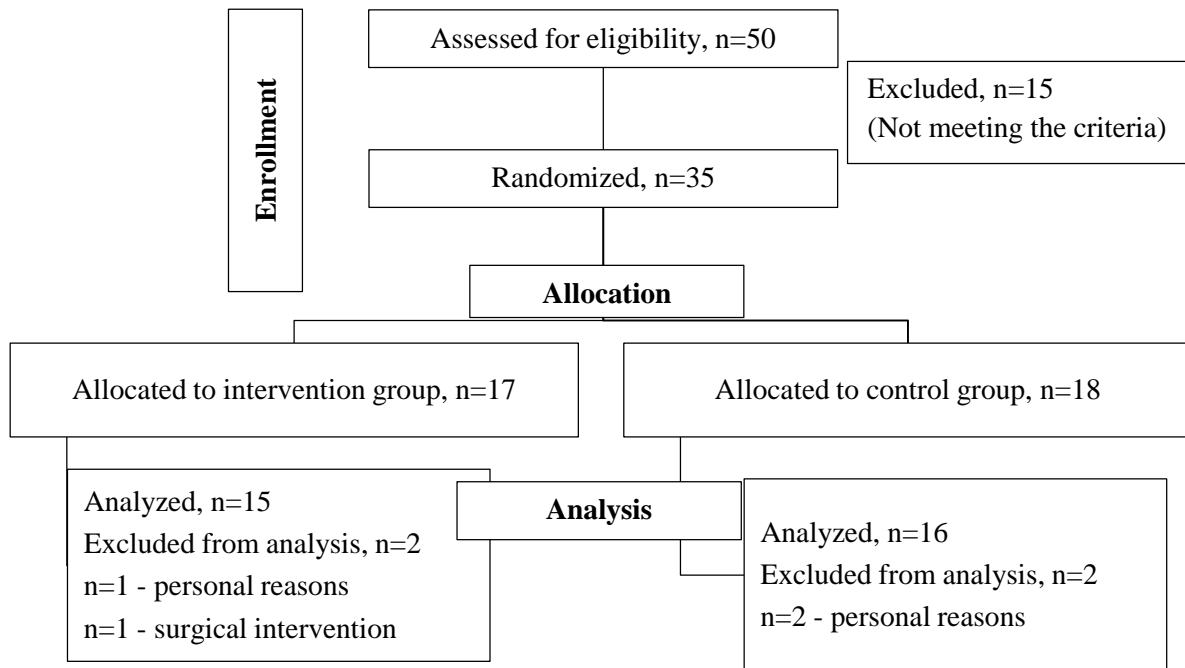 Enrollment
Assessed for eligibility, n=50
Excluded, n=15
(Not meeting the criteria)
Randomized, n=35
Allocation
Allocated to intervention group, n=17
Allocated to control group, n=18
Analysis
Analyzed, n=15
Excluded from analysis, n=2
n=1 - personal reasons
n=1 - surgical intervention
Analyzed, n=16
Excluded from analysis, n=2
n=2 - personal reasons